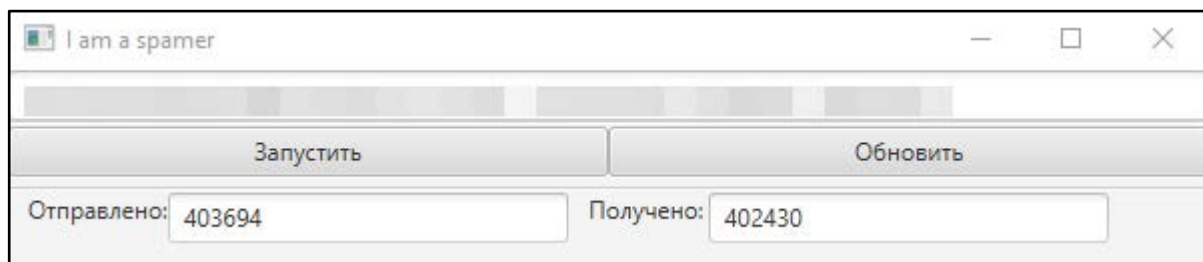 I am a spamer
Запустить Обновить
Отправлено: 403694 Получено: 402430